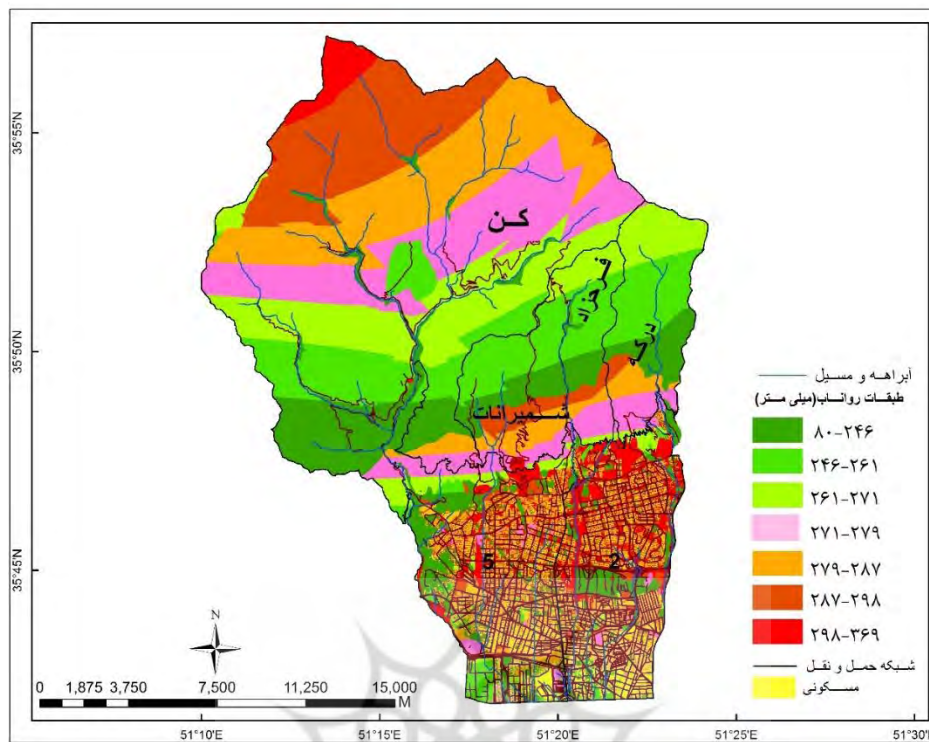 35°55'N
35°50'N
35°45'N
کن
فرحزاد
درکه
شمیرانات
5
2
آبراهه و مسیل
طبقات رواناب(میلی متر)
۸۰-۲۴۶
۲۴۶-۲۶۱
۲۶۱-۲۷۱
۲۷۱-۲۷۹
۲۷۹-۲۸۷
۲۸۷-۲۹۸
۲۹۸-۳۶۹
شبکه حمل و نقل
مسکونی
N
0 1,875 3,750 7,500 11,250 15,000
M
51°10'E 51°15'E 51°20'E 51°25'E 51°30'E